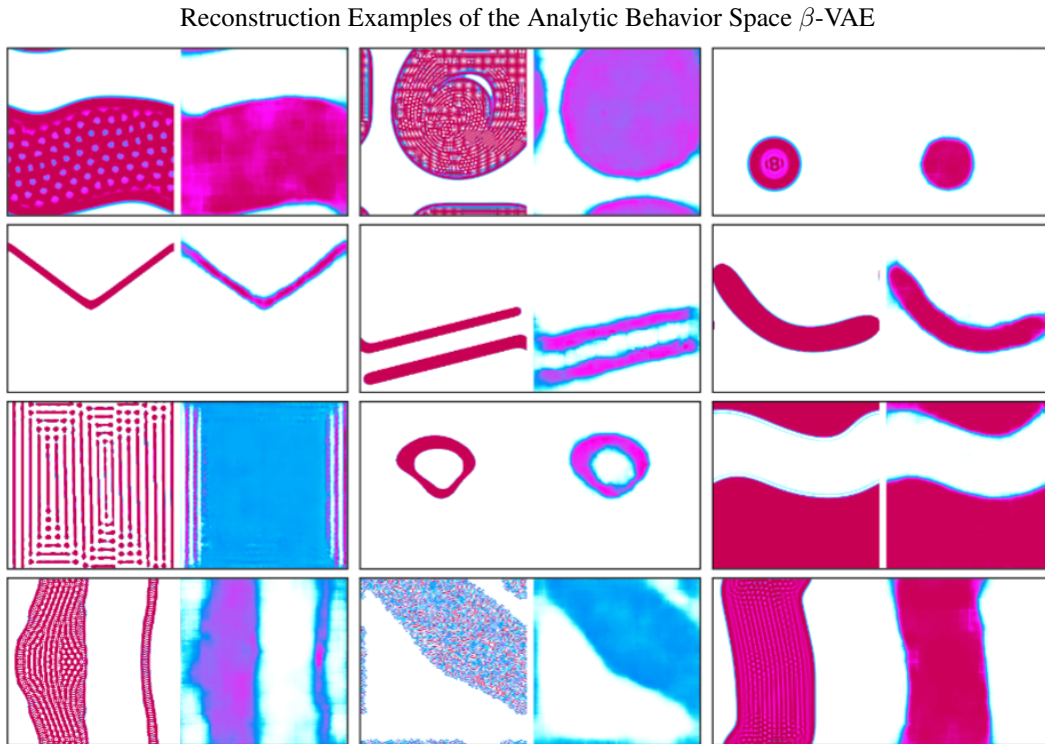 Reconstruction Examples of the Analytic Behavior Space β-VAE